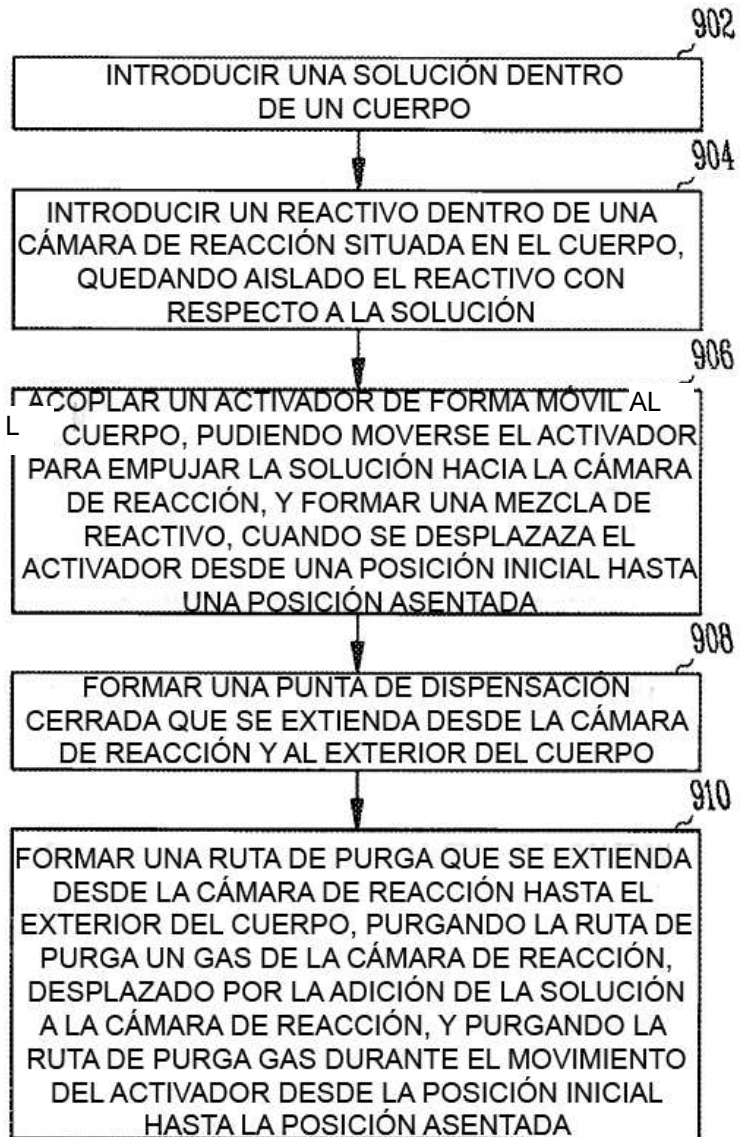 902
INTRODUCIR UNA SOLUCIÓN DENTRO
DE UN CUERPO
904
INTRODUCIR UN REACTIVO DENTRO DE UNA
CÁMARA DE REACCIÓN SITUADA EN EL CUERPO,
QUEDANDO AISLADO EL REACTIVO CON
RESPECTO A LA SOLUCIÓN
906
ACOPLAR UN ACTIVADOR DE FORMA MÓVIL AL
L CUERPO, PUDIENDO MOVERSE EL ACTIVADOR
PARA EMPUJAR LA SOLUCIÓN HACIA LA CÁMARA
DE REACCIÓN, Y FORMAR UNA MEZCLA DE
REACTIVO, CUANDO SE DESPLAZAZA EL
ACTIVADOR DESDE UNA POSICIÓN INICIAL HASTA
UNA POSICIÓN ASENTADA
908
FORMAR UNA PUNTA DE DISPENSACIÓN
CERRADA QUE SE EXTIENDA DESDE LA CÁMARA
DE REACCIÓN Y AL EXTERIOR DEL CUERPO
910
FORMAR UNA RUTA DE PURGA QUE SE EXTIENDA
DESDE LA CÁMARA DE REACCIÓN HASTA EL
EXTERIOR DEL CUERPO, PURGANDO LA RUTA DE
PURGA UN GAS DE LA CÁMARA DE REACCIÓN,
DESPLAZADO POR LA ADICIÓN DE LA SOLUCIÓN
A LA CÁMARA DE REACCIÓN, Y PURGANDO LA
RUTA DE PURGA GAS DURANTE EL MOVIMIENTO
DEL ACTIVADOR DESDE LA POSICIÓN INICIAL
HASTA LA POSICIÓN ASENTADA